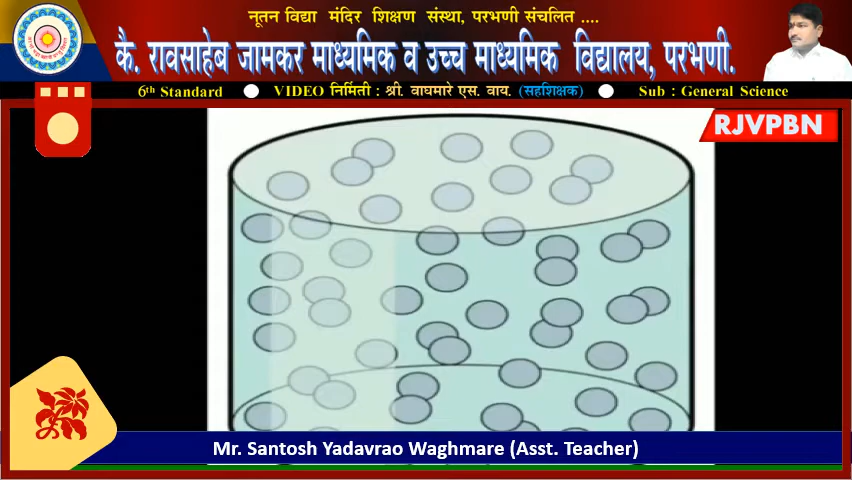 नूतन विद्या मंदिर शिक्षण संस्था, परभणी संचलित ....
कै. रावसाहेब जामकर माध्यमिक व उच्च माध्यमिक विद्यालय, परभणी.
6th Standard VIDEO निर्मिती : श्री. वाघमारे एस. वाय. (सहशिक्षक) Sub : General Science
RJVPBN
Mr. Santosh Yadavrao Waghmare (Asst. Teacher)